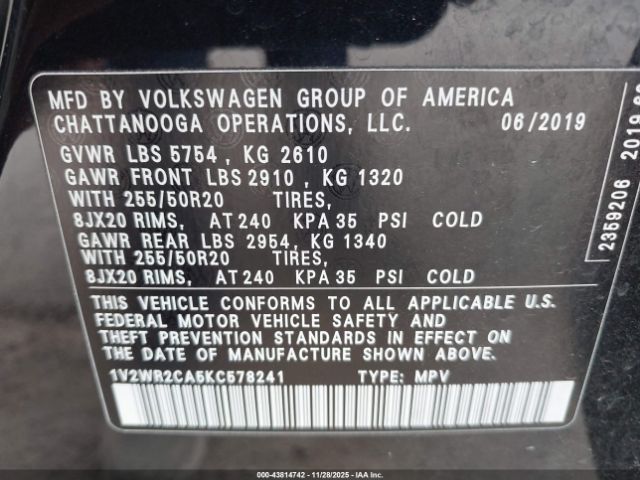 MFD BY VOLKSWAGEN GROUP OF AMERICA
CHATTANOOGA OPERATIONS, LLC. 06/2019
GVWR LBS 5754 , KG 2610
GAWR FRONT LBS 2910 , KG 1320
WITH 255/50R20 TIRES,
8JX20 RIMS, AT 240 KPA 35 PSI COLD
GAWR REAR LBS 2954, KG 1340
WITH 255/50R20 TIRES,
8JX20 RIMS, AT 240 KPA 35 PSI COLD
THIS VEHICLE CONFORMS TO ALL APPLICABLE U.S.
FEDERAL MOTOR VEHICLE SAFETY AND
THEFT PREVENTION STANDARDS IN EFFECT ON
THE DATE OF MANUFACTURE SHOWN ABOVE.
1V2WR2CA5KC578241 TYPE: MPV
2359206 2019
000-43814742 - 11/28/2025 - IAA Inc.